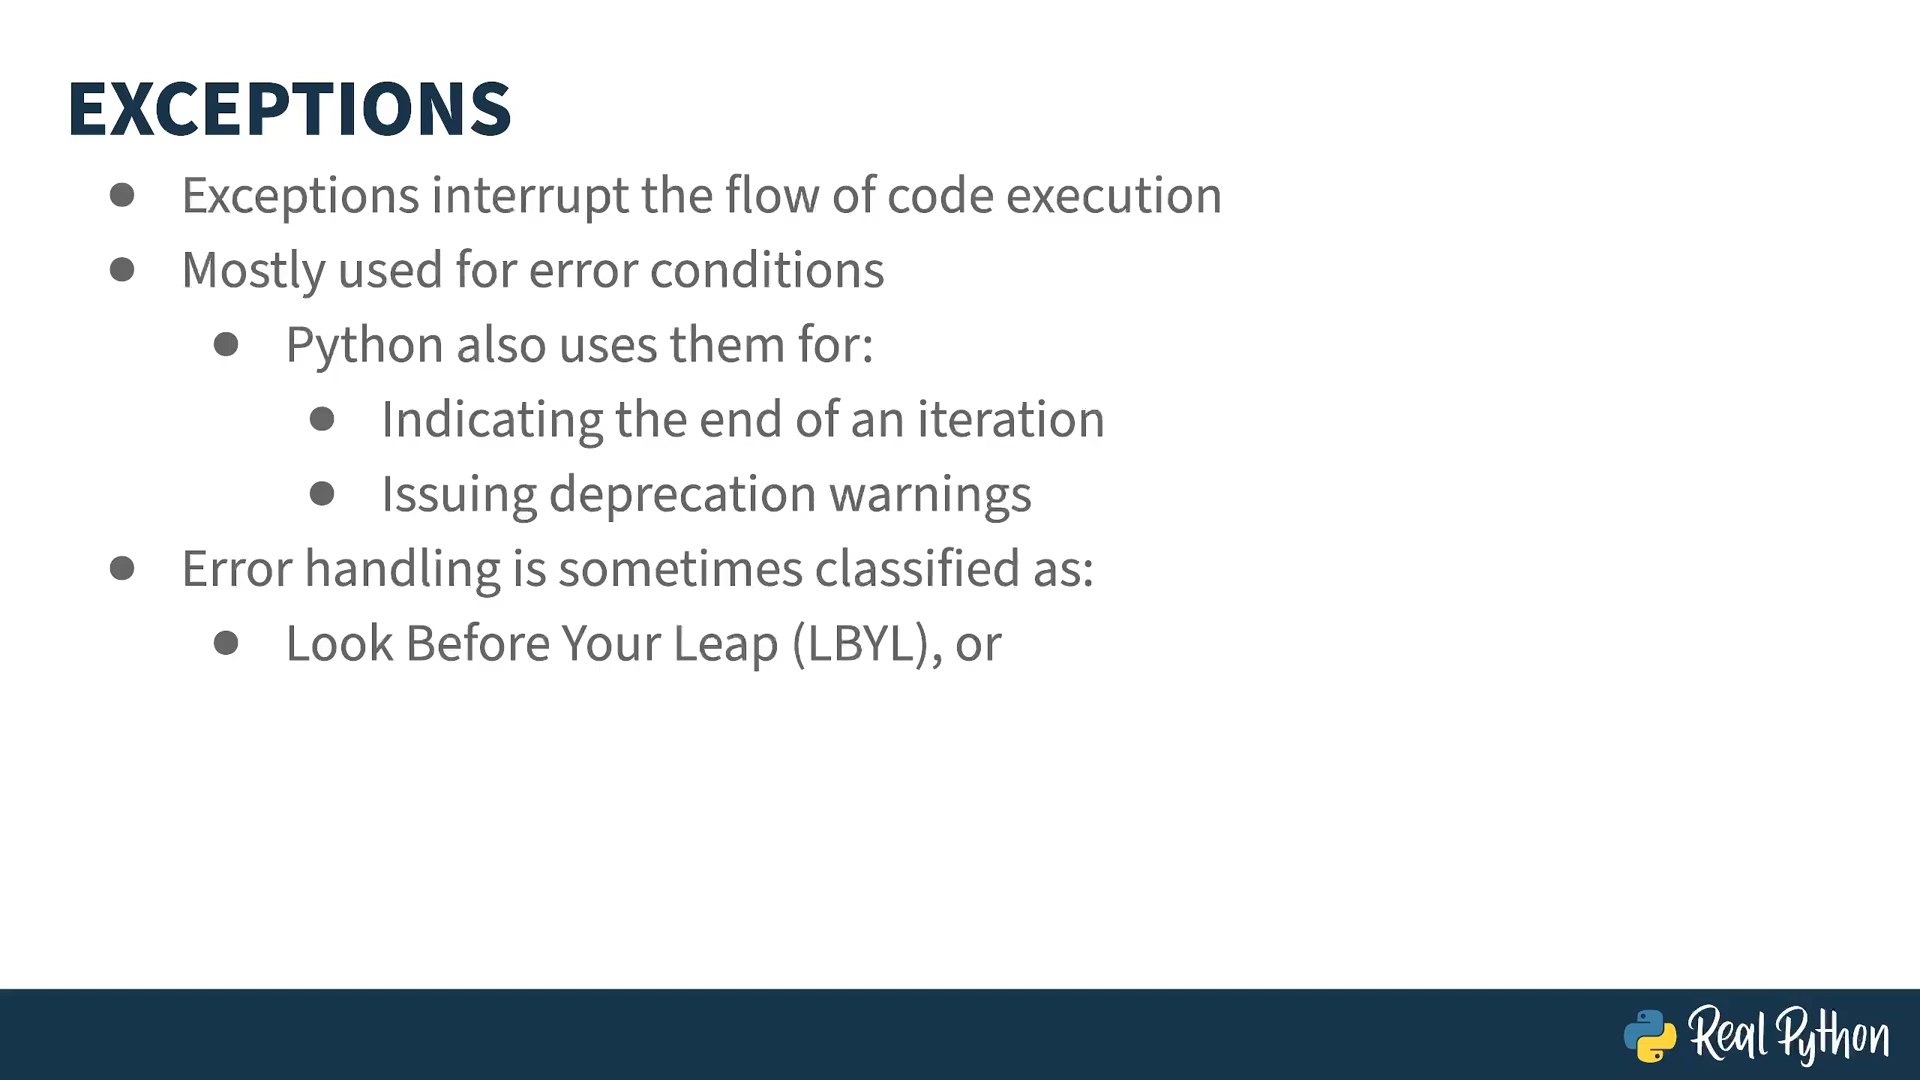 EXCEPTIONS
● Exceptions interrupt the flow of code execution
● Mostly used for error conditions
● Python also uses them for:
● Indicating the end of an iteration
● Issuing deprecation warnings
● Error handling is sometimes classified as:
● Look Before Your Leap (LBYL), or
Real Python